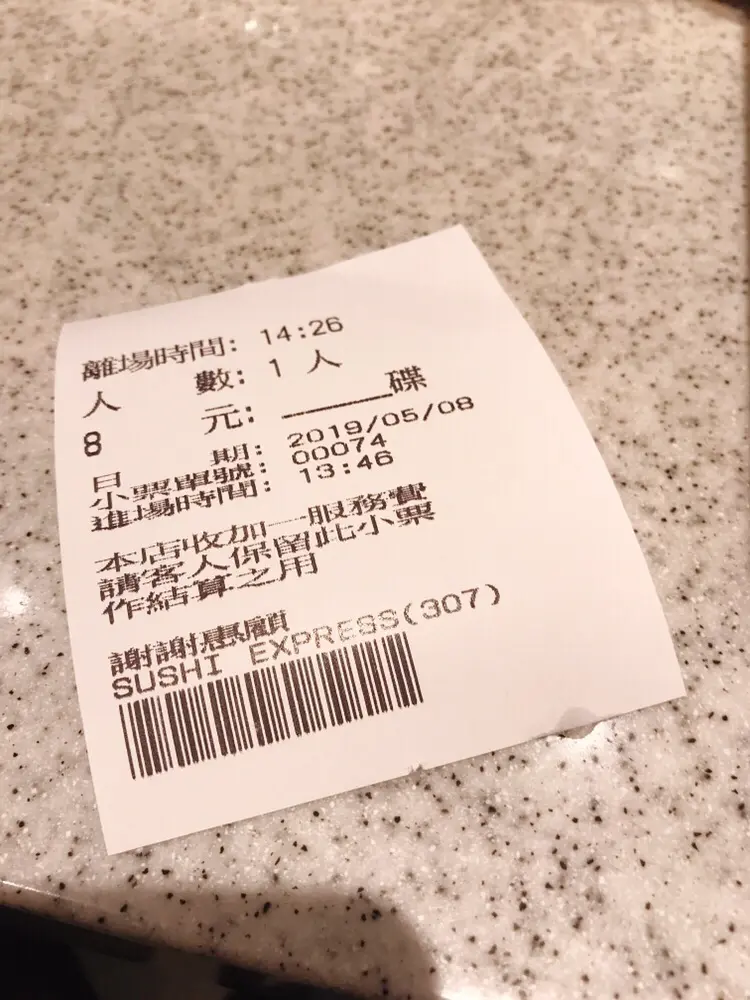 離場時間: 14:26
人 數: 1 人
8 元: ______碟
日 期: 2019/05/08
小票單號: 00074
進場時間: 13:46
本店收加一服務費
請客人保留此小票
作結算之用
謝謝惠顧
SUSHI EXPRESS(307)